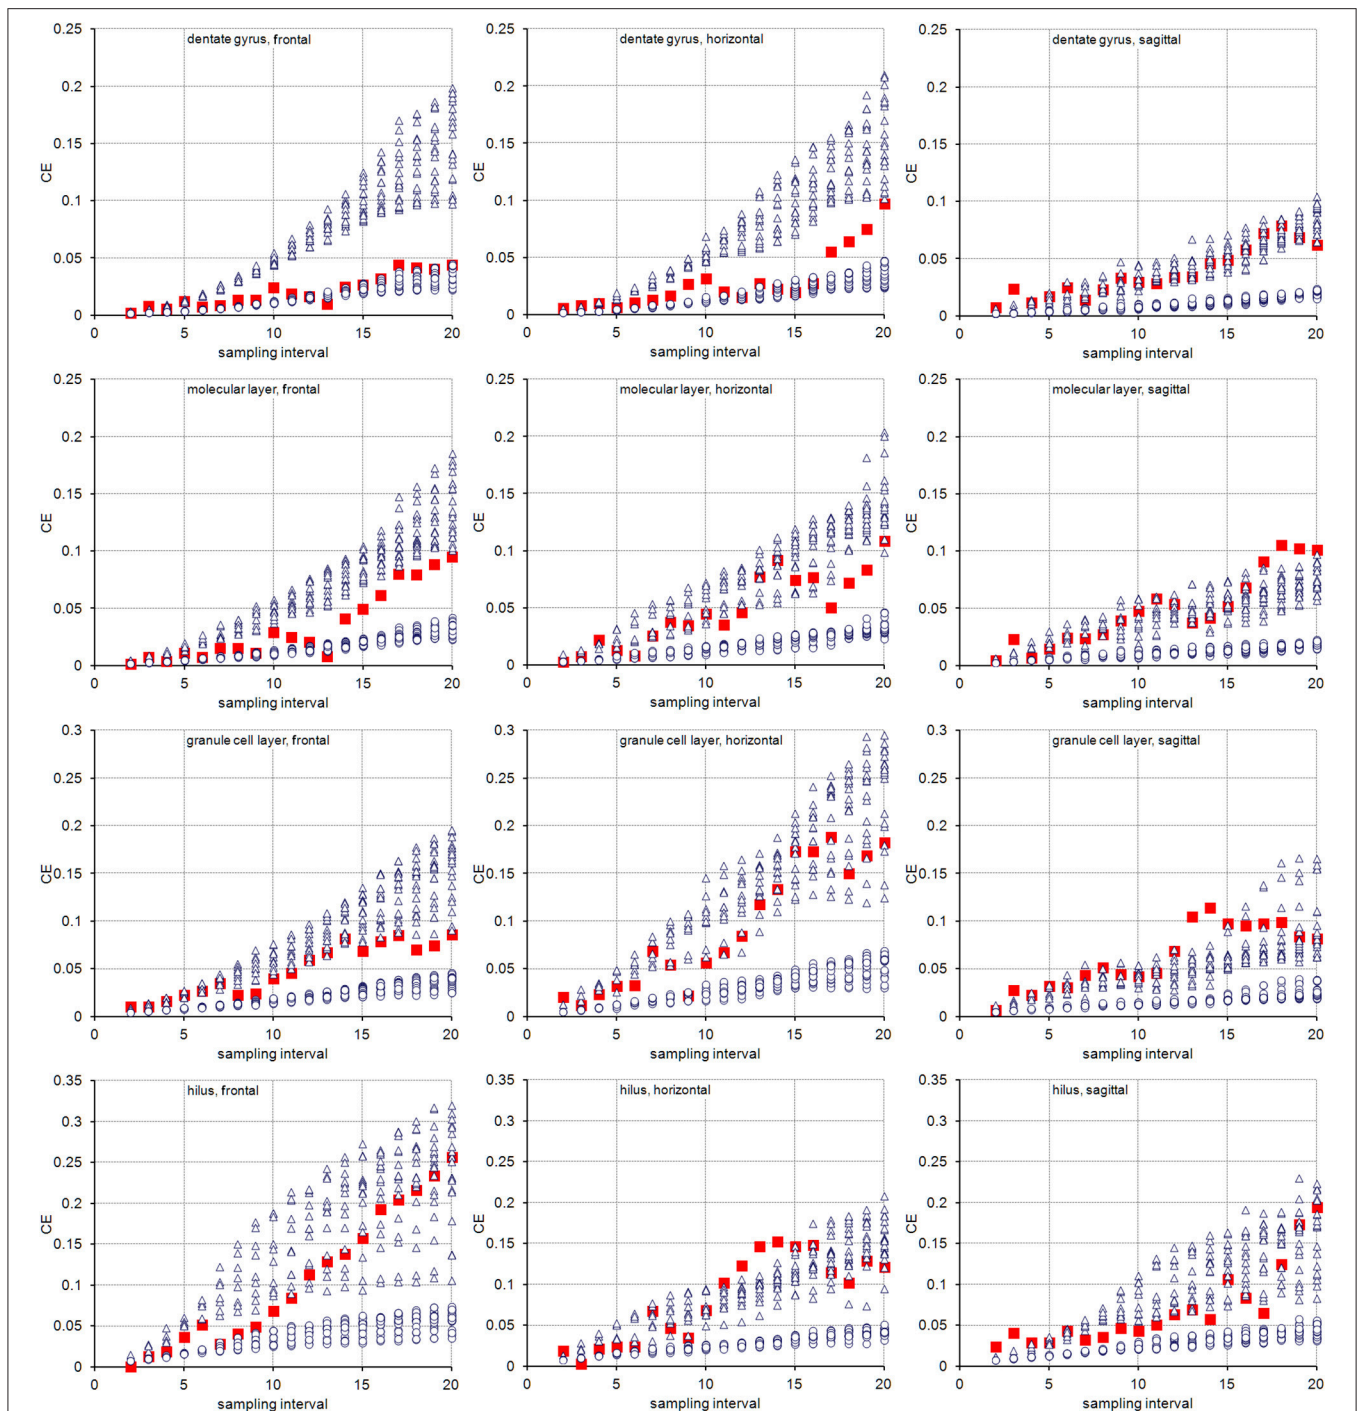 dentate gyrus, frontal
0.25
0.2
0.15
0.1
0.05
0
CE
0 5 10 15 20
sampling interval
dentate gyrus, horizontal
0.25
0.2
0.15
0.1
0.05
0
CE
0 5 10 15 20
sampling interval
dentate gyrus, sagittal
0.25
0.2
0.15
0.1
0.05
0
CE
0 5 10 15 20
sampling interval
molecular layer, frontal
0.25
0.2
0.15
0.1
0.05
0
CE
0 5 10 15 20
sampling interval
molecular layer, horizontal
0.25
0.2
0.15
0.1
0.05
0
CE
0 5 10 15 20
sampling interval
molecular layer, sagittal
0.25
0.2
0.15
0.1
0.05
0
CE
0 5 10 15 20
sampling interval
granule cell layer, frontal
0.3
0.25
0.2
0.15
0.1
0.05
0
CE
0 5 10 15 20
sampling interval
granule cell layer, horizontal
0.3
0.25
0.2
0.15
0.1
0.05
0
CE
0 5 10 15 20
sampling interval
granule cell layer, sagittal
0.3
0.25
0.2
0.15
0.1
0.05
0
CE
0 5 10 15 20
sampling interval
hilus, frontal
0.35
0.3
0.25
0.2
0.15
0.1
0.05
0
CE
0 5 10 15 20
sampling interval
hilus, horizontal
0.35
0.3
0.25
0.2
0.15
0.1
0.05
0
CE
0 5 10 15 20
sampling interval
hilus, sagittal
0.35
0.3
0.25
0.2
0.15
0.1
0.05
0
CE
0 5 10 15 20
sampling interval